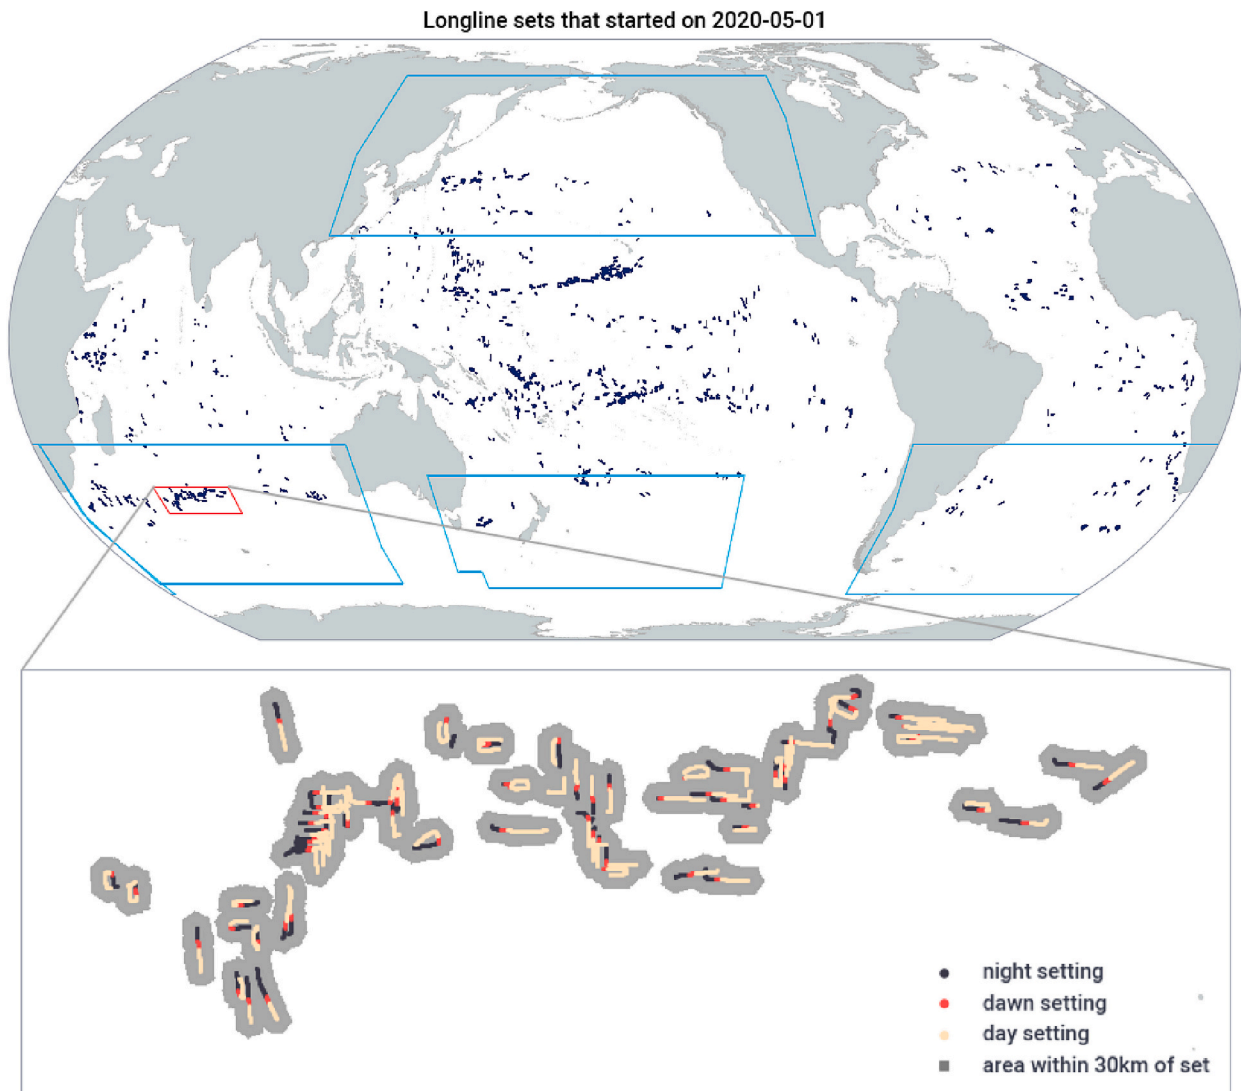 Longline sets that started on 2020-05-01
night setting
dawn setting
day setting
area within 30km of set